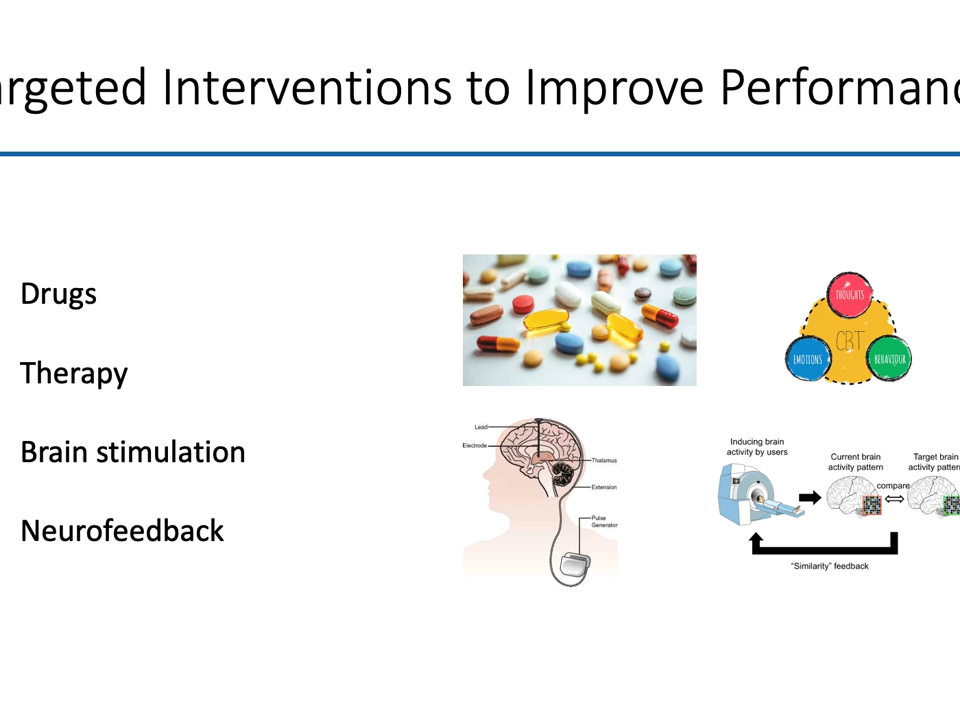 argeted Interventions to Improve Performanc
Drugs
Therapy
Brain stimulation
Neurofeedback
THOUGHTS
CBT
EMOTIONS
BEHAVIOUR
Lead
Electrode
Thalamus
Extension
Pulse
Generator
Inducing brain
activity by users
Current brain
activity pattern
compare
Target brain
activity pattern
"Similarity" feedback